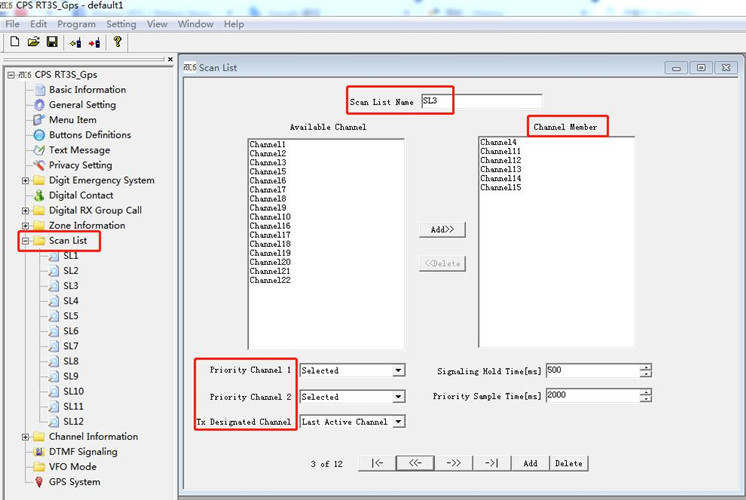 CPS RT3S_Gps - default1
File Edit Program Setting View Window Help
CPS RT3S_Gps
Basic Information
General Setting
Menu Item
Buttons Definitions
Text Message
Privacy Setting
Digit Emergency System
Digital Contact
Digital RX Group Call
Zone Information
Scan List
SL1
SL2
SL3
SL4
SL5
SL6
SL7
SL8
SL9
SL10
SL11
SL12
Channel Information
DTMF Signaling
VFO Mode
GPS System
Scan List
Scan List Name SL3
Available Channel
Channel1
Channel2
Channel3
Channel5
Channel6
Channel7
Channel8
Channel9
Channel10
Channel16
Channel17
Channel18
Channel19
Channel20
Channel21
Channel22
Add>>
<<Delete
Channel Member
Channel4
Channel11
Channel12
Channel13
Channel14
Channel15
Priority Channel 1 Selected
Signaling Hold Time[ms] 500
Priority Channel 2 Selected
Priority Sample Time[ms] 2000
Tx Designated Channel Last Active Channel
3 of 12 |<- <<- ->> ->| Add Delete